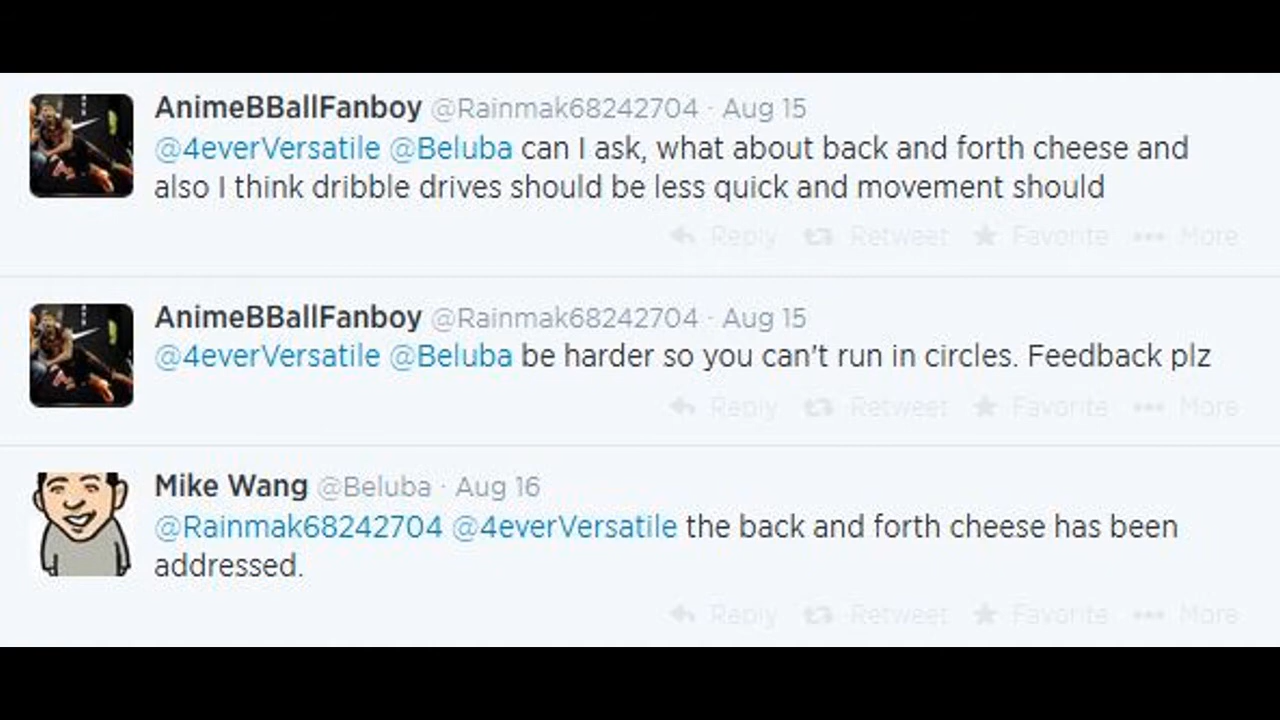 AnimeBBallFanboy @Rainmak68242704 · Aug 15
@4everVersatile @Beluba can I ask, what about back and forth cheese and
also I think dribble drives should be less quick and movement should
Reply Retweet Favorite More
AnimeBBallFanboy @Rainmak68242704 · Aug 15
@4everVersatile @Beluba be harder so you can't run in circles. Feedback plz
Reply Retweet Favorite More
Mike Wang @Beluba · Aug 16
@Rainmak68242704 @4everVersatile the back and forth cheese has been
addressed.
Reply Retweet Favorite More